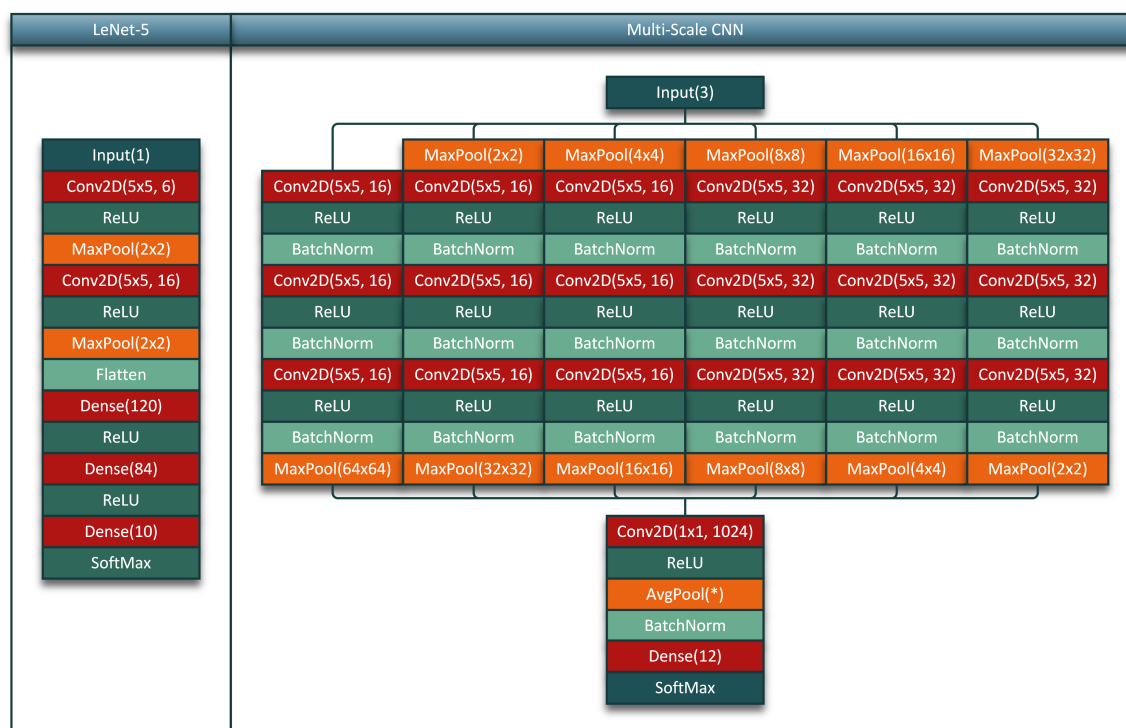 LeNet-5
Multi-Scale CNN
Input(1)
Conv2D(5x5, 6)
ReLU
MaxPool(2x2)
Conv2D(5x5, 16)
ReLU
MaxPool(2x2)
Flatten
Dense(120)
ReLU
Dense(84)
ReLU
Dense(10)
SoftMax
Input(3)
MaxPool(2x2) MaxPool(4x4) MaxPool(8x8) MaxPool(16x16) MaxPool(32x32)
Conv2D(5x5, 16) Conv2D(5x5, 16) Conv2D(5x5, 16) Conv2D(5x5, 32) Conv2D(5x5, 32) Conv2D(5x5, 32)
ReLU ReLU ReLU ReLU ReLU ReLU
BatchNorm BatchNorm BatchNorm BatchNorm BatchNorm BatchNorm
Conv2D(5x5, 16) Conv2D(5x5, 16) Conv2D(5x5, 16) Conv2D(5x5, 32) Conv2D(5x5, 32) Conv2D(5x5, 32)
ReLU ReLU ReLU ReLU ReLU ReLU
BatchNorm BatchNorm BatchNorm BatchNorm BatchNorm BatchNorm
Conv2D(5x5, 16) Conv2D(5x5, 16) Conv2D(5x5, 16) Conv2D(5x5, 32) Conv2D(5x5, 32) Conv2D(5x5, 32)
ReLU ReLU ReLU ReLU ReLU ReLU
BatchNorm BatchNorm BatchNorm BatchNorm BatchNorm BatchNorm
MaxPool(64x64) MaxPool(32x32) MaxPool(16x16) MaxPool(8x8) MaxPool(4x4) MaxPool(2x2)
Conv2D(1x1, 1024)
ReLU
AvgPool(*)
BatchNorm
Dense(12)
SoftMax